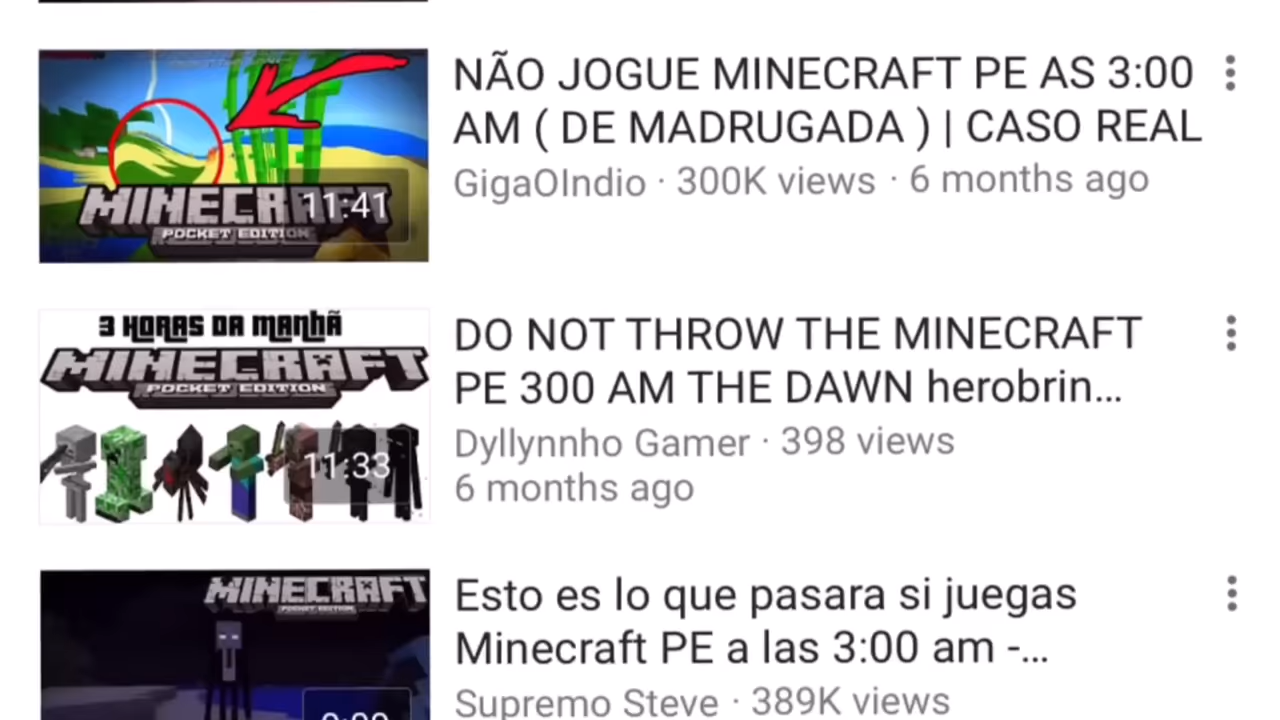 NÃO JOGUE MINECRAFT PE AS 3:00
AM ( DE MADRUGADA ) | CASO REAL
GigaOIndio · 300K views · 6 months ago
MINECRAFT
POCKET EDITION
11:41
DO NOT THROW THE MINECRAFT
PE 300 AM THE DAWN herobrin...
Dyllynnho Gamer · 398 views
6 months ago
3 HORAS DA MANHÃ
MINECRAFT
POCKET EDITION
11:33
Esto es lo que pasara si juegas
Minecraft PE a las 3:00 am -...
Supremo Steve · 389K views
MINECRAFT
POCKET EDITION